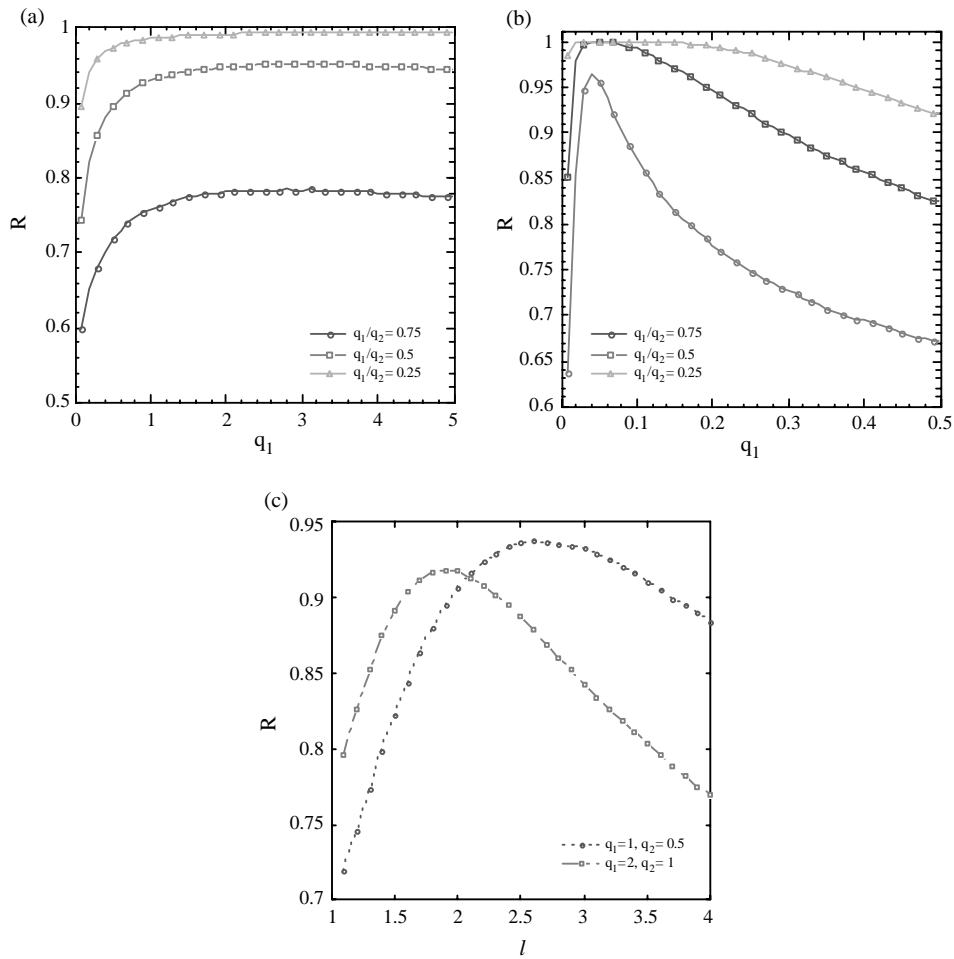 (a)
1
0.9
0.8
R
0.7
0.6
0.5
q1/q2= 0.75
q1/q2= 0.5
q1/q2= 0.25
0 1 2 3 4 5
q1
(b)
1
0.95
0.9
0.85
R
0.8
0.75
0.7
0.65
0.6
q1/q2= 0.75
q1/q2= 0.5
q1/q2= 0.25
0 0.1 0.2 0.3 0.4 0.5
q1
(c)
0.95
0.9
0.85
R
0.8
0.75
0.7
q1=1, q2= 0.5
q1=2, q2= 1
1 1.5 2 2.5 3 3.5 4
l